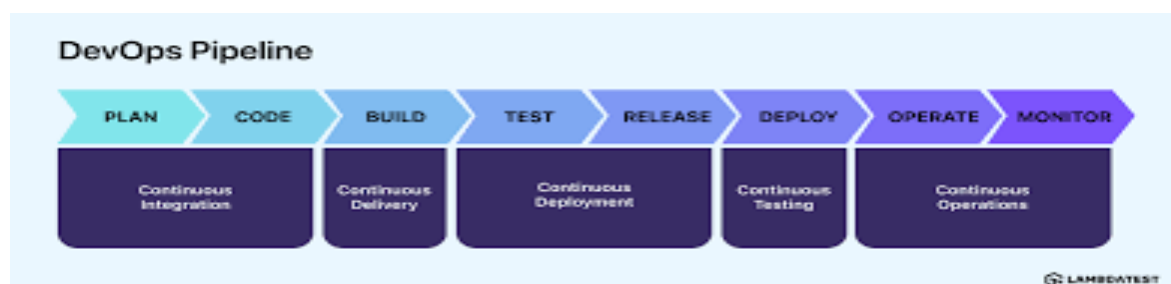 DevOps Pipeline
PLAN CODE BUILD TEST RELEASE DEPLOY OPERATE MONITOR
Continuous Integration
Continuous Delivery
Continuous Deployment
Continuous Testing
Continuous Operations
LAMBDATEST